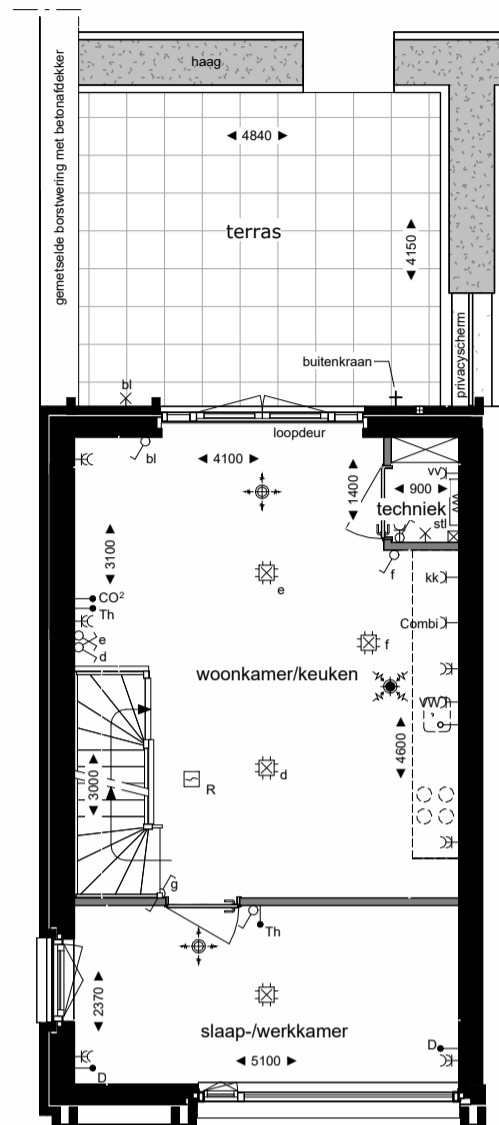 haag
gemetselde borstwering met betonafdekker
4840
terras
4150
privacyscherm
buitenkraan
bl
loopdeur
bl
4100
1400
vv
900
techniek
stl
3100
f
kk
CO²
Th
Combi
e
e
d
f
woonkamer/keuken
VW
4600
3000
d
R
g
Th
2370
slaap-/werkkamer
D
5100
D